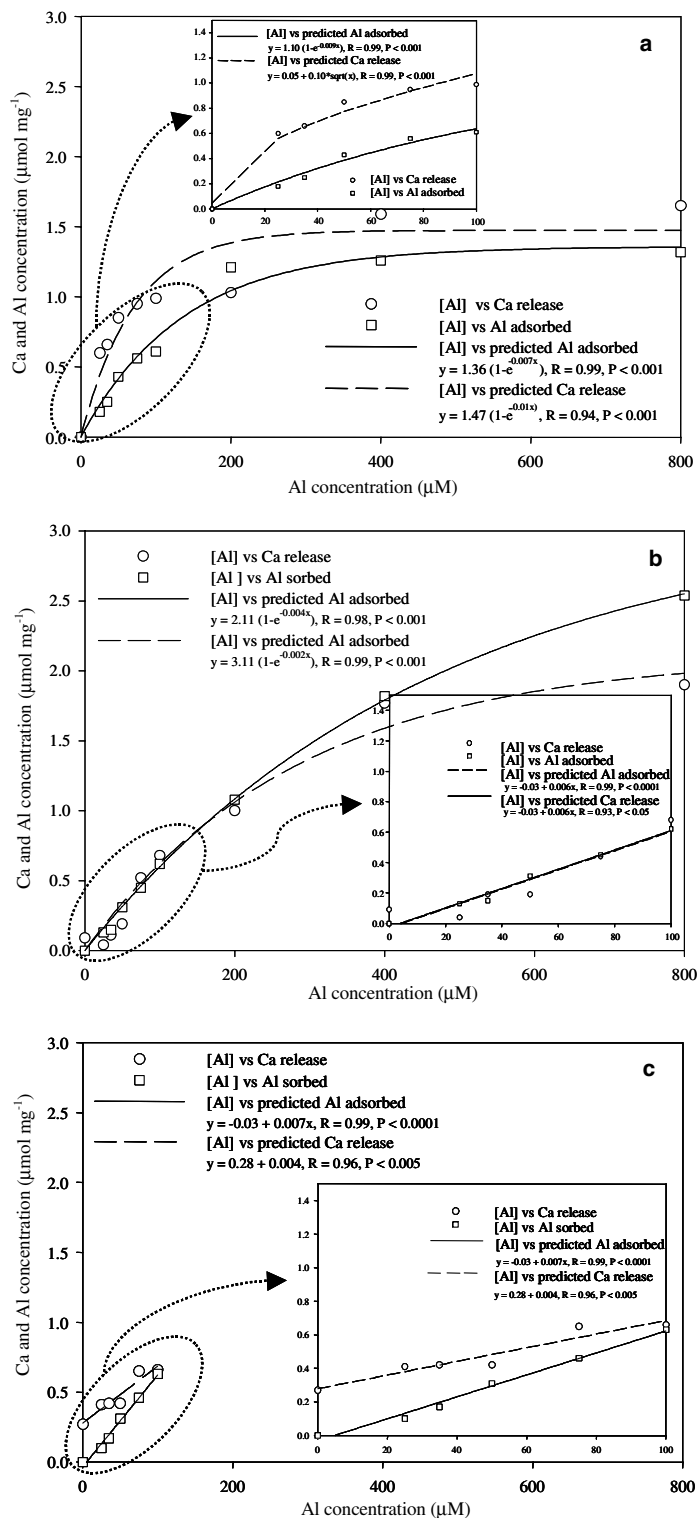 a
[Al] vs predicted Al adsorbed
y = 1.10 (1-e-0.009x), R = 0.99, P < 0.001
[Al] vs predicted Ca release
y = 0.05 + 0.10*sqrt(x), R = 0.99, P < 0.001
1.4
1.2
1.0
0.8
0.6
0.4
0.2
0.0
[Al] vs Ca release
[Al] vs Al adsorbed
0 20 40 60 80 100
3.0
2.5
2.0
1.5
1.0
0.5
0.0
Ca and Al concentration (μmol mg-1)
[Al] vs Ca release
[Al] vs Al adsorbed
[Al] vs predicted Al adsorbed
y = 1.36 (1-e-0.007x), R = 0.99, P < 0.001
[Al] vs predicted Ca release
y = 1.47 (1-e-0.01x), R = 0.94, P < 0.001
0 200 400 600 800
Al concentration (μM)
b
3.0
2.5
2.0
1.5
1.0
0.5
0.0
Ca and Al concentration (μmol mg-1)
[Al] vs Ca release
[Al ] vs Al sorbed
[Al] vs predicted Al adsorbed
y = 2.11 (1-e-0.004x), R = 0.98, P < 0.001
[Al] vs predicted Al adsorbed
y = 3.11 (1-e-0.002x), R = 0.99, P < 0.001
1.4
1.2
1.0
0.8
0.6
0.4
0.2
0.0
[Al] vs Ca release
[Al] vs Al adsorbed
[Al] vs predicted Al adsorbed
y = -0.03 + 0.006x, R = 0.99, P < 0.0001
[Al] vs predicted Ca release
y = -0.03 + 0.006x, R = 0.93, P < 0.05
0 20 40 60 80 100
0 200 400 600 800
Al concentration (μM)
c
3.0
2.5
2.0
1.5
1.0
0.5
0.0
Ca and Al concentration (μmol mg-1)
[Al] vs Ca release
[Al ] vs Al sorbed
[Al] vs predicted Al adsorbed
y = -0.03 + 0.007x, R = 0.99, P < 0.0001
[Al] vs predicted Ca release
y = 0.28 + 0.004, R = 0.96, P < 0.005
1.4
1.2
1.0
0.8
0.6
0.4
0.2
0.0
[Al] vs Ca release
[Al] vs Al sorbed
[Al] vs predicted Al adsorbed
y = -0.03 + 0.007x, R = 0.99, P < 0.0001
[Al] vs predicted Ca release
y = 0.28 + 0.004, R = 0.96, P < 0.005
0 20 40 60 80 100
0 200 400 600 800
Al concentration (μM)